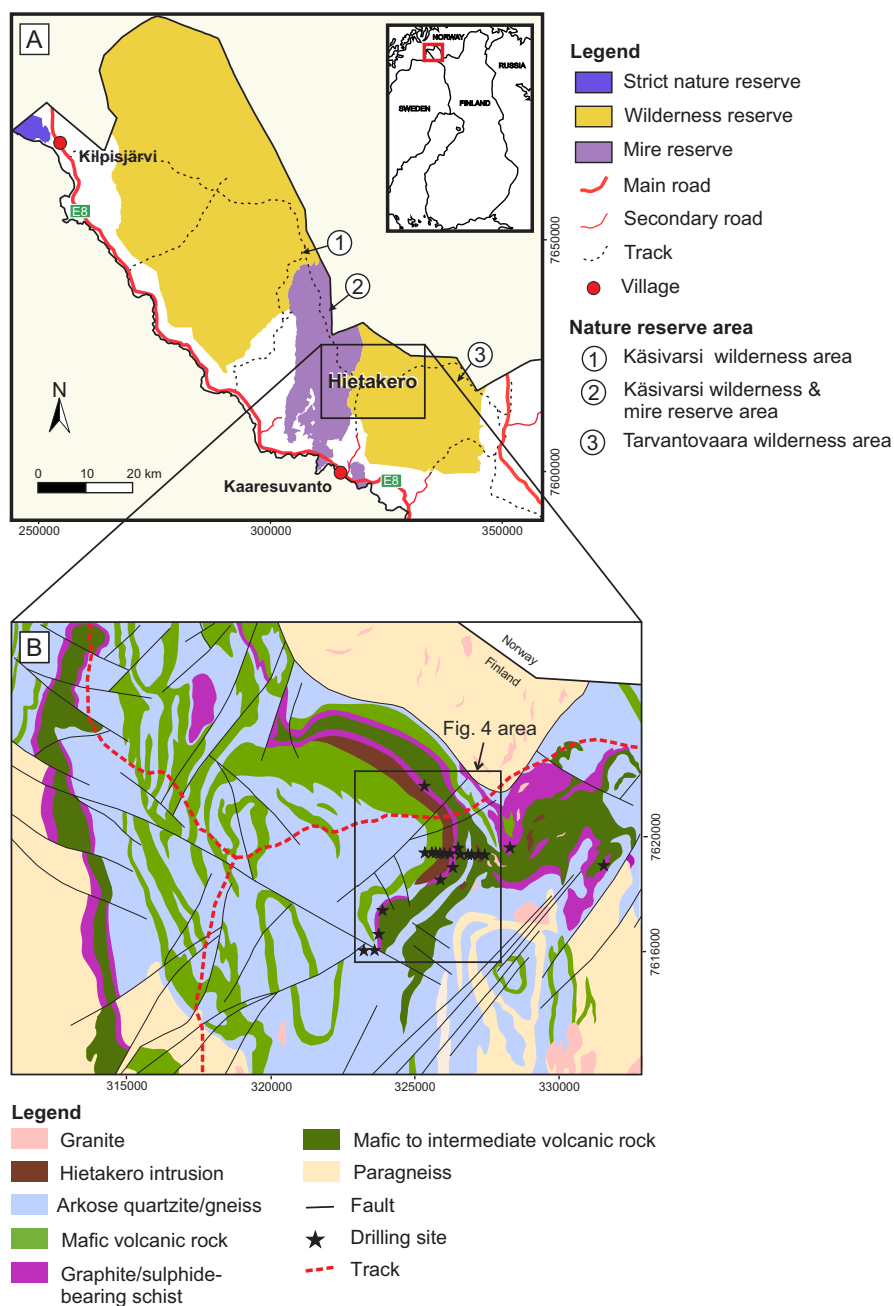 A
NORWAY
RUSSIA
SWEDEN
FINLAND
Kilpisjärvi
E8
1
2
3
Hietakero
N
0 10 20 km
Kaaresuvanto
E8
7650000
7600000
250000 300000 350000
Legend
Strict nature reserve
Wilderness reserve
Mire reserve
Main road
Secondary road
Track
Village
Nature reserve area
1 Käsivarsi wilderness area
2 Käsivarsi wilderness &
mire reserve area
3 Tarvantovaara wilderness area
B
Norway
Finland
Fig. 4 area
7620000
7616000
315000 320000 325000 330000
Legend
Granite
Hietakero intrusion
Arkose quartzite/gneiss
Mafic volcanic rock
Graphite/sulphide-
bearing schist
Mafic to intermediate volcanic rock
Paragneiss
Fault
Drilling site
Track